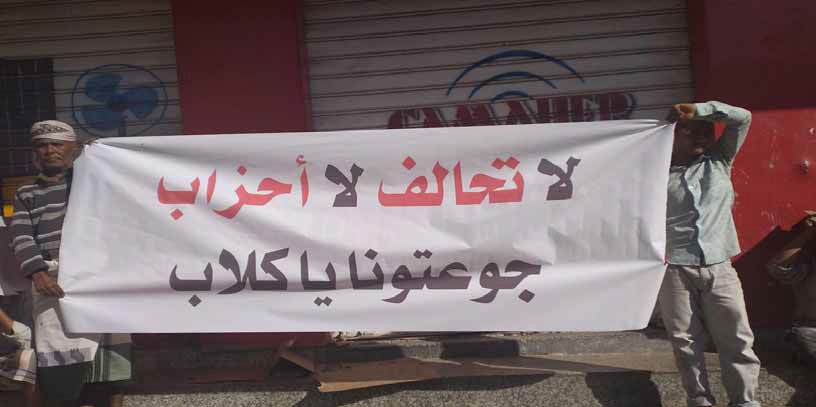 لا تحالف لا أحزاب
جوعتونا يا كلاب